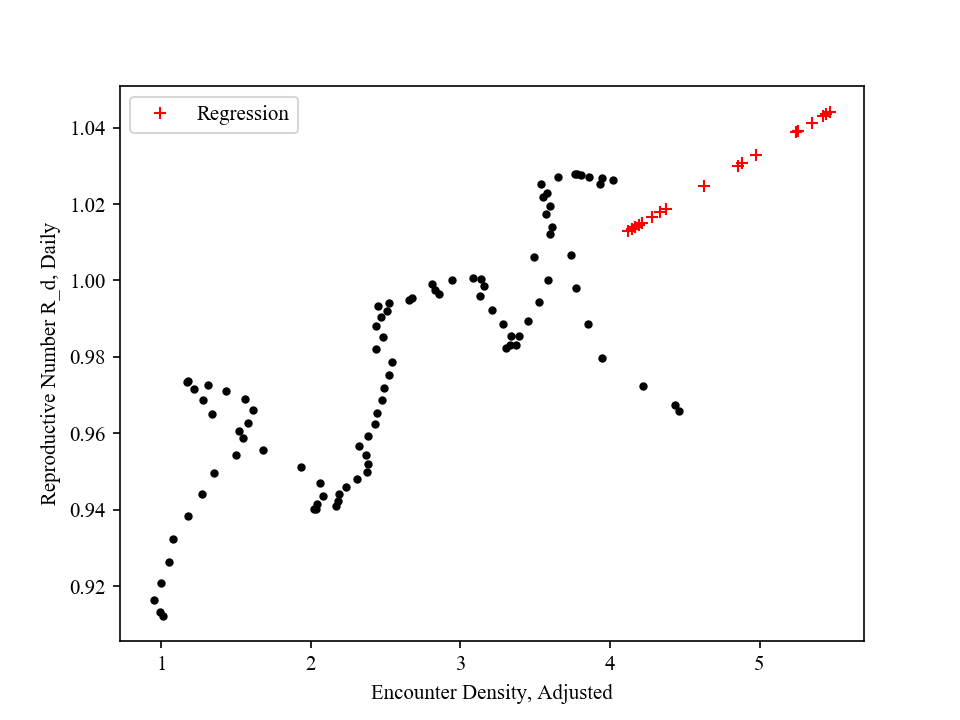 Regression
1.04
1.02
1.00
0.98
0.96
0.94
0.92
Reproductive Number R_d, Daily
1 2 3 4 5
Encounter Density, Adjusted